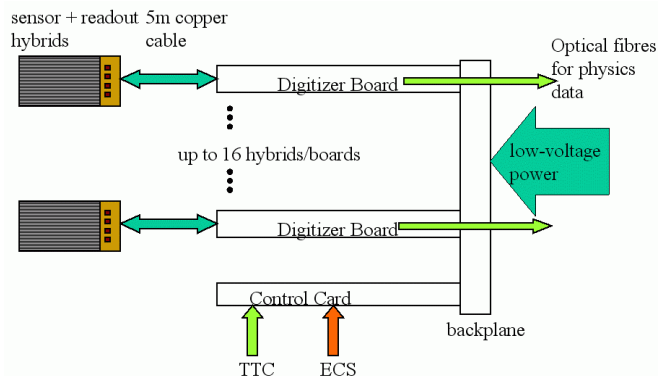 sensor + readout
hybrids
5m copper
cable
Optical fibres
for physics
data
Digitizer Board
up to 16 hybrids/boards
low-voltage
power
Digitizer Board
Control Card
backplane
TTC
ECS